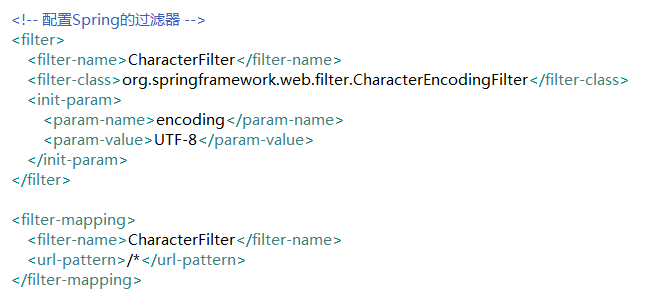 <!-- 配置Spring的过滤器 -->
<filter>
    <filter-name>CharacterFilter</filter-name>
    <filter-class>org.springframework.web.filter.CharacterEncodingFilter</filter-class>
    <init-param>
        <param-name>encoding</param-name>
        <param-value>UTF-8</param-value>
    </init-param>
</filter>

<filter-mapping>
    <filter-name>CharacterFilter</filter-name>
    <url-pattern>/*</url-pattern>
</filter-mapping>